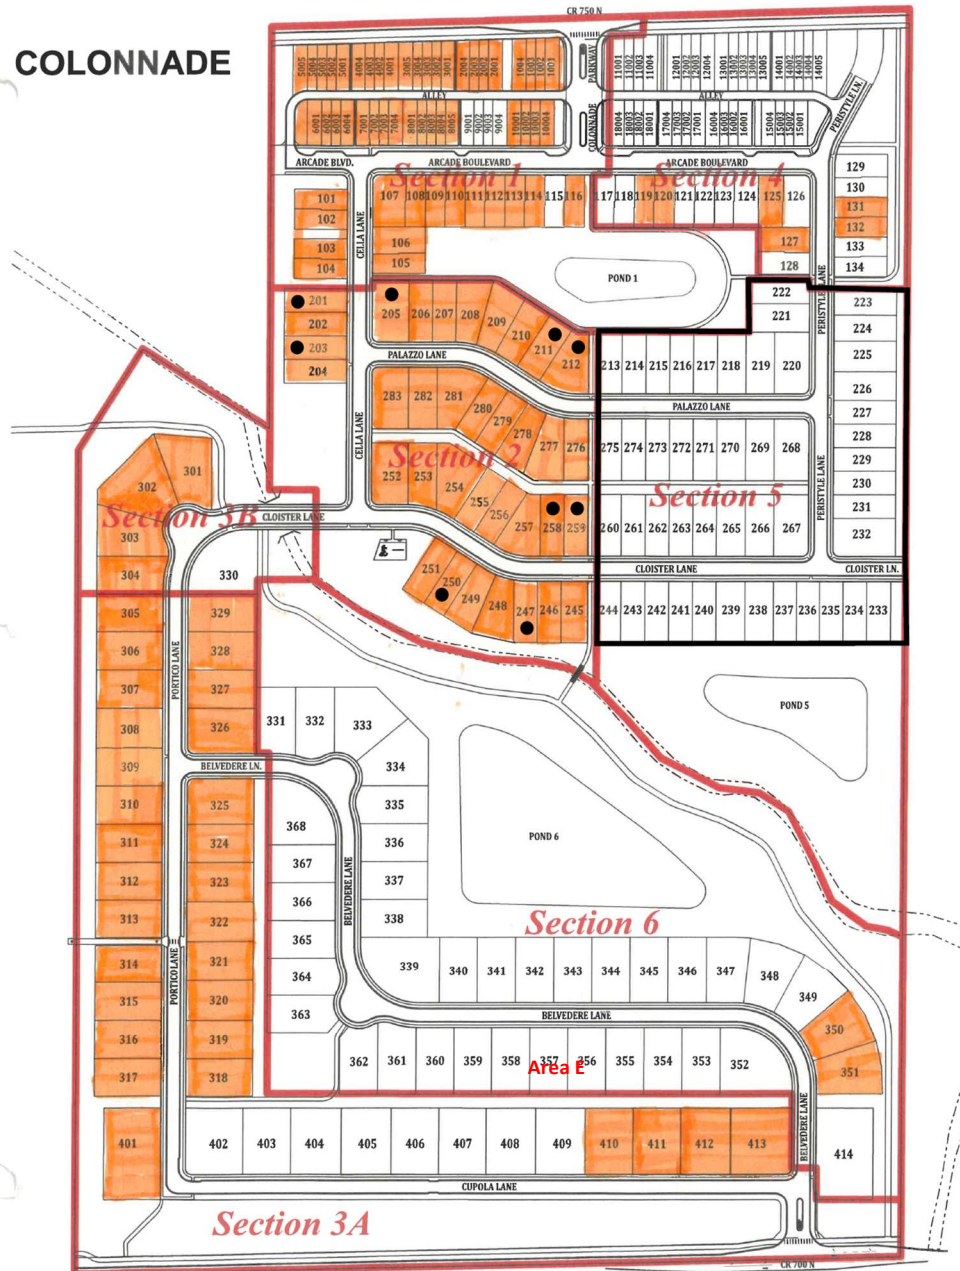 CR 750 N
COLONNADE
5005 5004 5003 5002 5001 4004 4003 4002 4001 3005 3004 3003 3002 3001 2004 2003 2002 2001 1004 1003 1002 1001
PARKWAY
11001 11002 11003 11004 12001 12002 12003 12004 13001 13002 13003 13004 13005 14001 14002 14003 14004 14005
ALLEY
ALLEY
PERISTYLE LN.
6001 6002 6003 6004 7001 7002 7003 7004 8001 8002 8003 8004 8005 9001 9002 9003 9004 10001 10002 10003 10004
COLONNADE
18004 18003 18002 18001 17004 17003 17002 17001 16004 16003 16002 16001 15004 15003 15002 15001
ARCADE BLVD.
ARCADE BOULEVARD
ARCADE BOULEVARD
129
130
131
132
133
134
Section 1
Section 4
101
102
103
104
CELLA LANE
107 108 109 110 111 112 113 114 115 116
117 118 119 120 121 122 123 124 125 126
106
105
127
128
POND 1
PERISTYLE LANE
201
202
203
204
205 206 207 208 209 210 211 212
222
221
223
224
225
226
227
228
229
230
231
232
PALAZZO LANE
213 214 215 216 217 218 219 220
283 282 281 280 279 278 277 276
PALAZZO LANE
CELLA LANE
275 274 273 272 271 270 269 268
Section 2
252 253 254 255 256 257 258 259
Section 5
PERISTYLE LANE
260 261 262 263 264 265 266 267
301
302
303
304
Section 3B
CLOISTER LANE
330
251 250 249 248 247 246 245
CLOISTER LANE
CLOISTER LN.
244 243 242 241 240 239 238 237 236 235 234 233
305
306
307
308
309
310
311
312
313
314
315
316
317
PORTICO LANE
329
328
327
326
BELVEDERE LN.
325
324
323
322
321
320
319
318
PORTICO LANE
331 332 333
334
335
336
337
338
368
367
366
365
364
363
BELVEDERE LANE
POND 5
POND 6
Section 6
339 340 341 342 343 344 345 346 347 348 349
350
351
BELVEDERE LANE
362 361 360 359 358 357 356 355 354 353 352
Area E
BELVEDERE LANE
401 402 403 404 405 406 407 408 409 410 411 412 413 414
CUPOLA LANE
Section 3A
CR 700 N